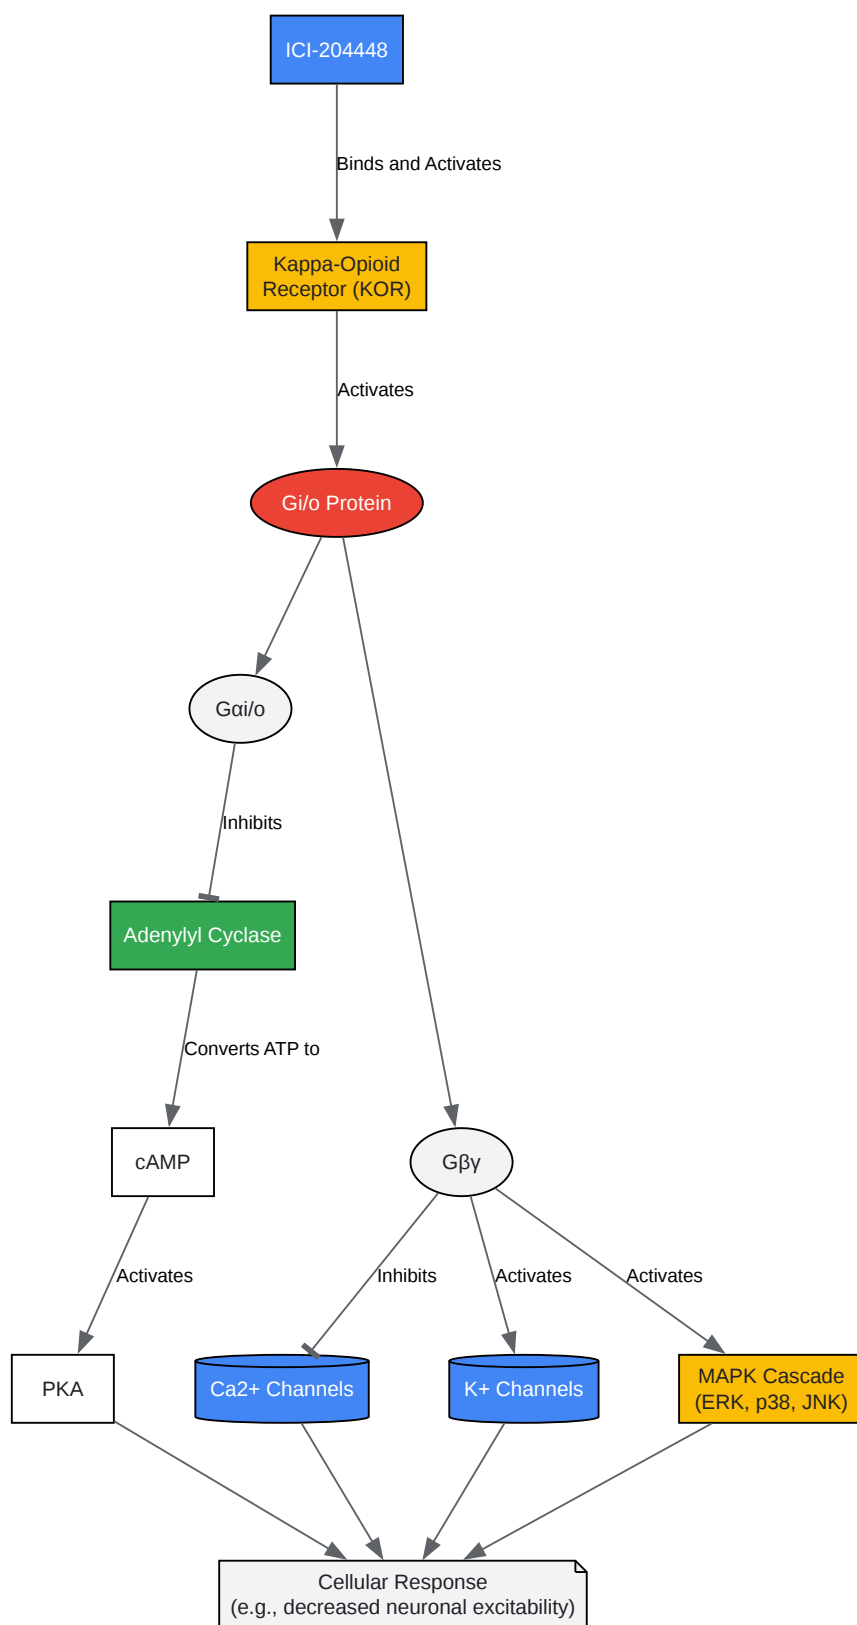 ICI-204448
Binds and Activates
Kappa-Opioid
Receptor (KOR)
Activates
Gi/o Protein
Gαi/o
Inhibits
Adenylyl Cyclase
Converts ATP to
cAMP
Gβγ
Activates
Inhibits
Activates
Activates
PKA
Ca2+ Channels
K+ Channels
MAPK Cascade
(ERK, p38, JNK)
Cellular Response
(e.g., decreased neuronal excitability)